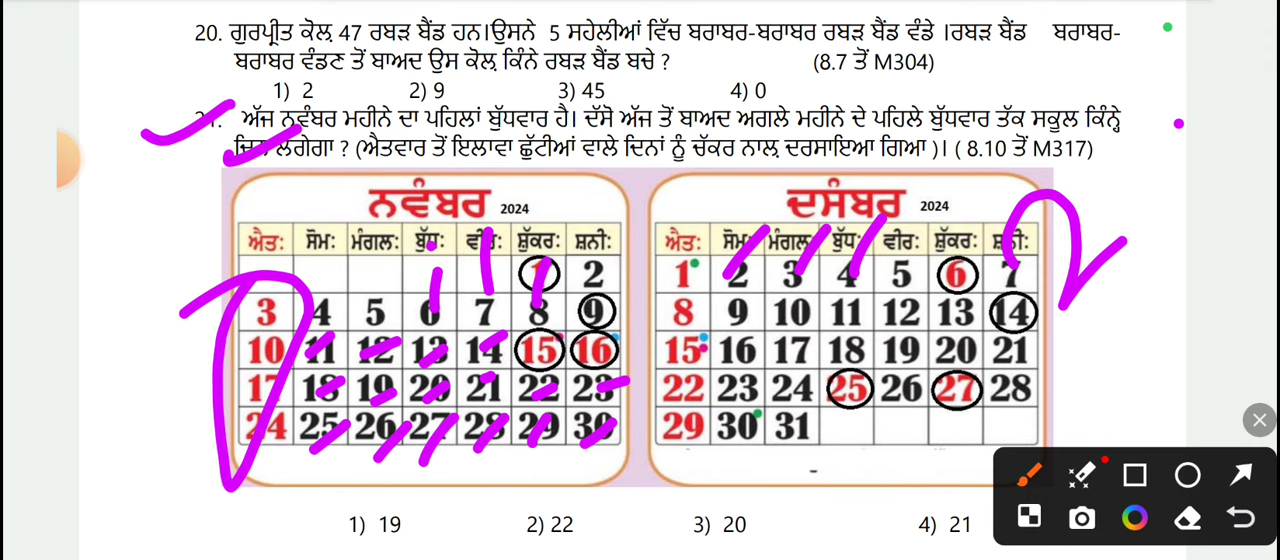 20. ਗੁਰਪ੍ਰੀਤ ਕੋਲ 47 ਰਬੜ ਬੈਂਡ ਹਨ।ਉਸਨੇ 5 ਸਹੇਲੀਆਂ ਵਿੱਚ ਬਰਾਬਰ-ਬਰਾਬਰ ਰਬੜ ਬੈਂਡ ਵੰਡੇ ।ਰਬੜ ਬੈਂਡ ਬਰਾਬਰ-
ਬਰਾਬਰ ਵੰਡਣ ਤੋਂ ਬਾਅਦ ਉਸ ਕੋਲ ਕਿੰਨੇ ਰਬੜ ਬੈਂਡ ਬਚੇ ? (8.7 ਤੋਂ M304)
1) 2 2) 9 3) 45 4) 0
ਅੱਜ ਨਵੰਬਰ ਮਹੀਨੇ ਦਾ ਪਹਿਲਾਂ ਬੁੱਧਵਾਰ ਹੈ। ਦੱਸੋ ਅੱਜ ਤੋਂ ਬਾਅਦ ਅਗਲੇ ਮਹੀਨੇ ਦੇ ਪਹਿਲੇ ਬੁੱਧਵਾਰ ਤੱਕ ਸਕੂਲ ਕਿੰਨ੍ਹੇ
ਲੱਗੇਗਾ ? (ਐਤਵਾਰ ਤੋਂ ਇਲਾਵਾ ਛੁੱਟੀਆਂ ਵਾਲੇ ਦਿਨਾਂ ਨੂੰ ਚੱਕਰ ਨਾਲ ਦਰਸਾਇਆ ਗਿਆ )। ( 8.10 ਤੋਂ M317)
ਨਵੰਬਰ 2024
ਐਤ: ਸੋਮ: ਮੰਗਲ: ਬੁੱਧ: ਵੀਰ: ਸ਼ੁੱਕਰ: ਸ਼ਨੀ:
1 2
3 4 5 6 7 8 9
10 11 12 13 14 15 16
17 18 19 20 21 22 23
24 25 26 27 28 29 30
ਦਸੰਬਰ 2024
ਐਤ: ਸੋਮ: ਮੰਗਲ: ਬੁੱਧ: ਵੀਰ: ਸ਼ੁੱਕਰ: ਸ਼ਨੀ:
1 2 3 4 5 6 7
8 9 10 11 12 13 14
15 16 17 18 19 20 21
22 23 24 25 26 27 28
29 30 31
1) 19 2) 22 3) 20 4) 21